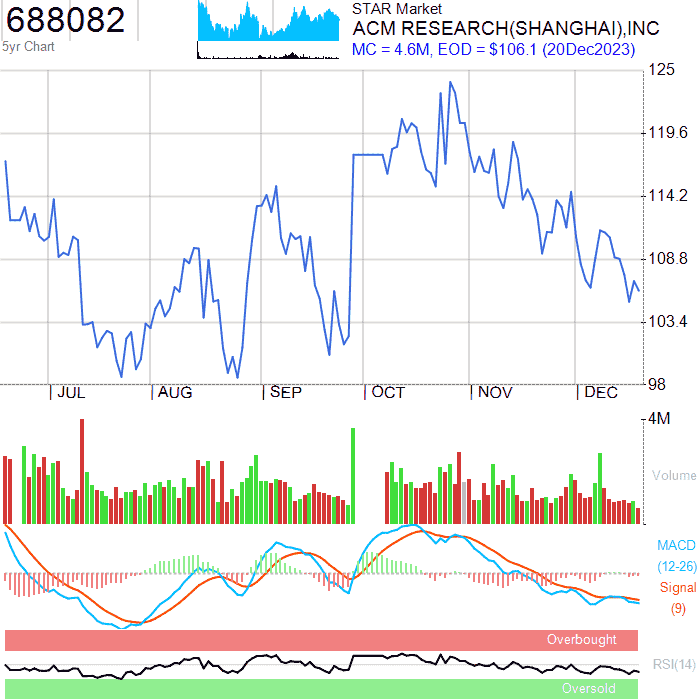 688082
5yr Chart
STAR Market
ACM RESEARCH(SHANGHAI),INC
MC = 4.6M, EOD = $106.1 (20Dec2023)
125
119.6
114.2
108.8
103.4
98
JUL AUG SEP OCT NOV DEC
4M
Volume
MACD
(12-26)
Signal
(9)
Overbought
RSI(14)
Oversold